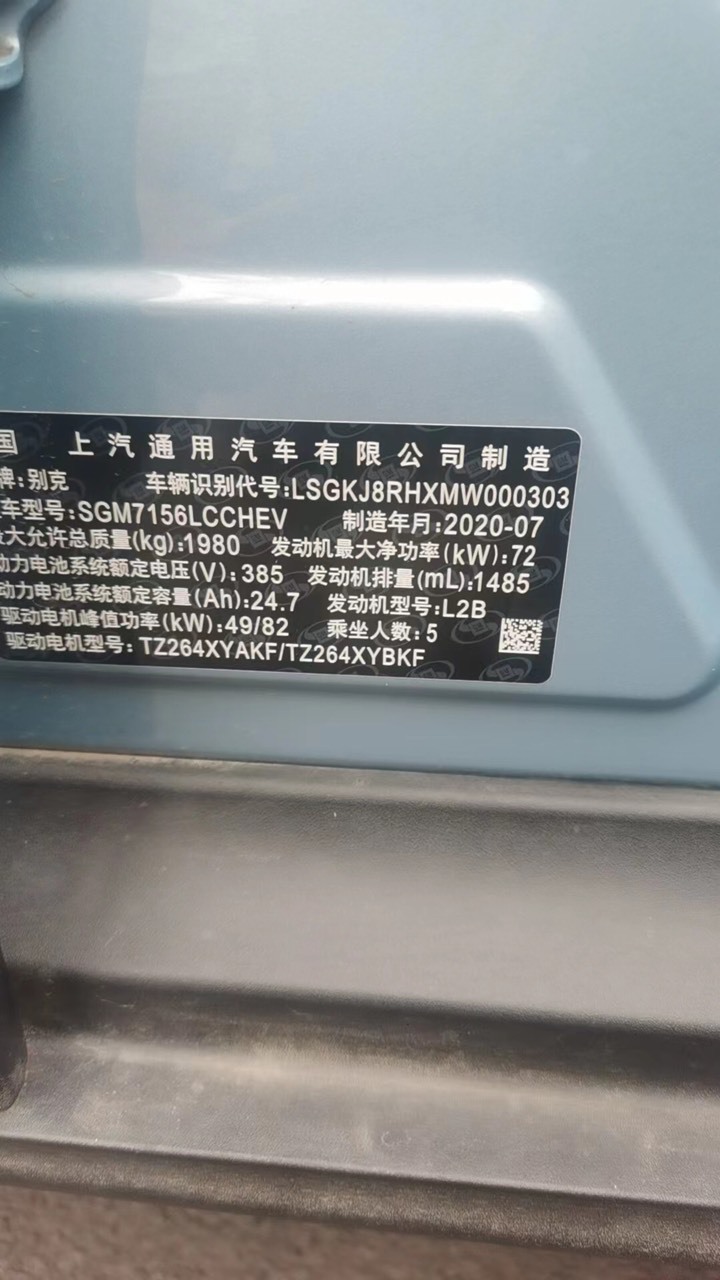 国 上汽通用汽车有限公司制造
牌:别克 车辆识别代号:LSGKJ8RHXMW000303
车型号:SGM7156LCCHEV 制造年月:2020-07
大允许总质量(kg):1980 发动机最大净功率(kW):72
动力电池系统额定电压(V):385 发动机排量(mL):1485
动力电池系统额定容量(Ah):24.7 发动机型号:L2B
驱动电机峰值功率(kW):49/82 乘坐人数:5
驱动电机型号:TZ264XYAKF/TZ264XYBKF